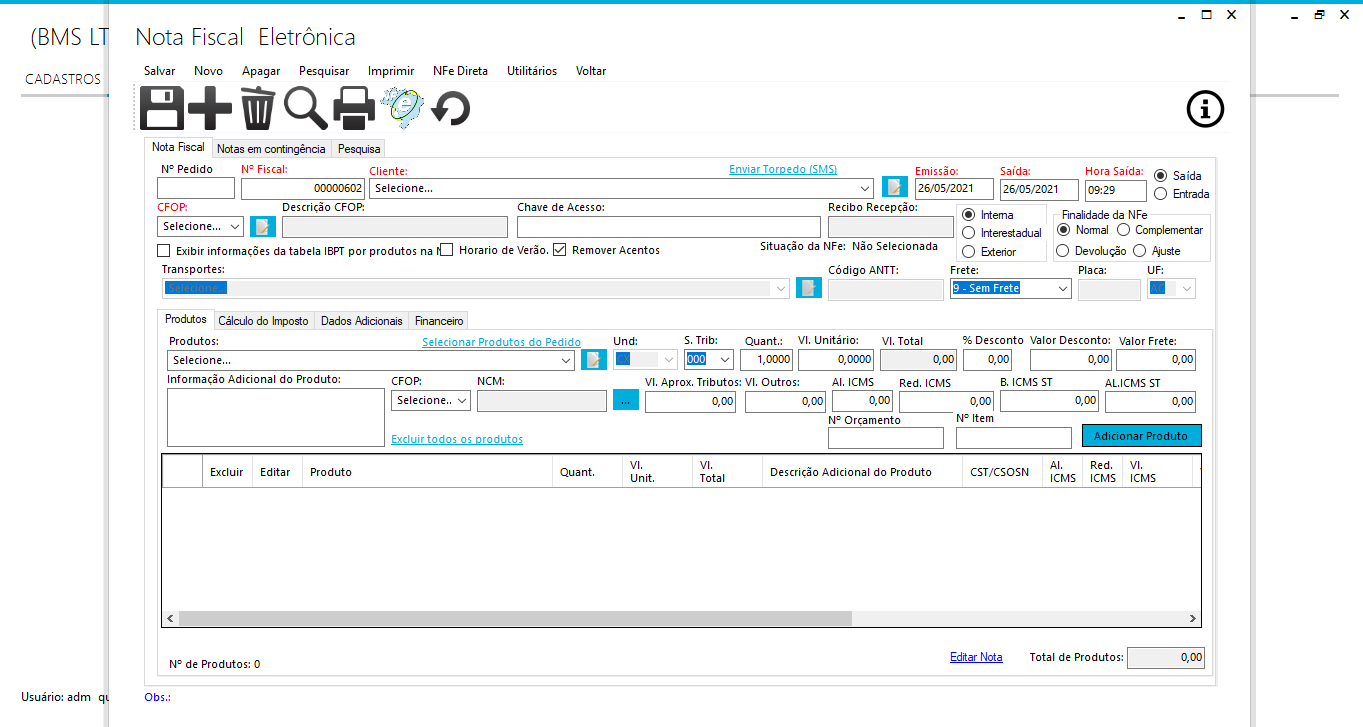 (BMS LT
Nota Fiscal Eletrônica
CADASTROS
Salvar Novo Apagar Pesquisar Imprimir NFe Direta Utilitários Voltar
Nota Fiscal Notas em contingência Pesquisa
Nº Pedido Nº Fiscal: Cliente: Enviar Torpedo (SMS) Emissão: Saída: Hora Saída: Saída
00000602 Selecione... 26/05/2021 26/05/2021 09:29 Entrada
CFOP: Descrição CFOP: Chave de Acesso: Recibo Recepção: Interna Finalidade da NFe
Selecione... Interestadual Normal Complementar
Exibir informações da tabela IBPT por produtos na Horario de Verão. Remover Acentos Situação da NFe: Não Selecionada Exterior Devolução Ajuste
Transportes: Código ANTT: Frete: Placa: UF:
Selecione... 9 - Sem Frete
Produtos Cálculo do Imposto Dados Adicionais Financeiro
Produtos: Selecionar Produtos do Pedido Und: S. Trib: Quant.: Vl. Unitário: Vl. Total % Desconto Valor Desconto: Valor Frete:
Selecione... 000 1,0000 0,0000 0,00 0,00 0,00 0,00
Informação Adicional do Produto: CFOP: NCM: Vl. Aprox. Tributos: Vl. Outros: Al. ICMS Red. ICMS B. ICMS ST AL.ICMS ST
Selecione.. ... 0,00 0,00 0,00 0,00 0,00 0,00
Nº Orçamento Nº Item
Excluir todos os produtos Adicionar Produto
Excluir Editar Produto Quant. Vl. Unit. Vl. Total Descrição Adicional do Produto CST/CSOSN Al. ICMS Red. ICMS Vl. ICMS
Nº de Produtos: 0 Editar Nota Total de Produtos: 0,00
Usuário: adm qu Obs.: